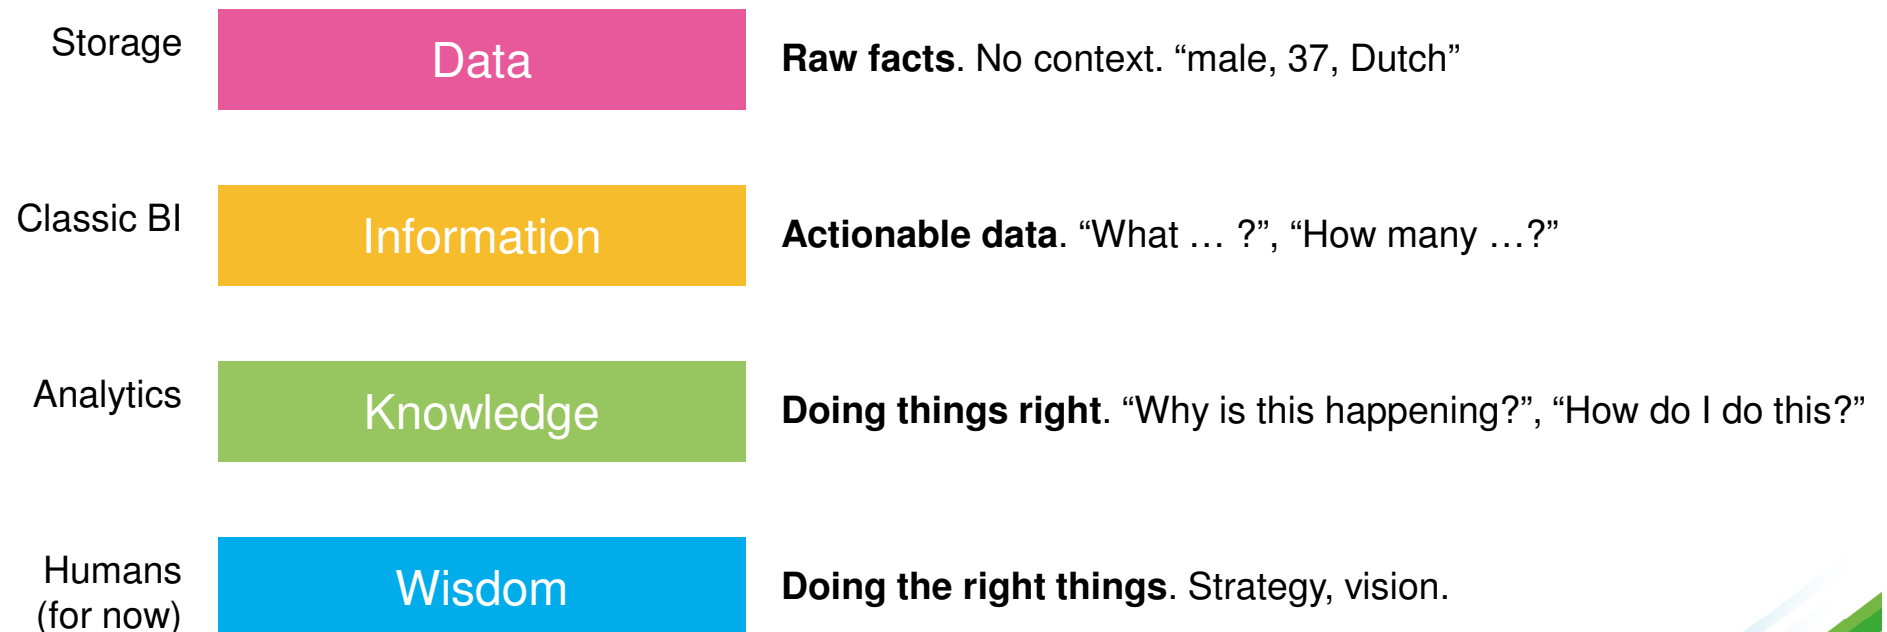 Storage
Data
Raw facts. No context. “male, 37, Dutch”
Classic BI
Information
Actionable data. “What … ?”, “How many …?”
Analytics
Knowledge
Doing things right. “Why is this happening?”, “How do I do this?”
Humans
(for now)
Wisdom
Doing the right things. Strategy, vision.